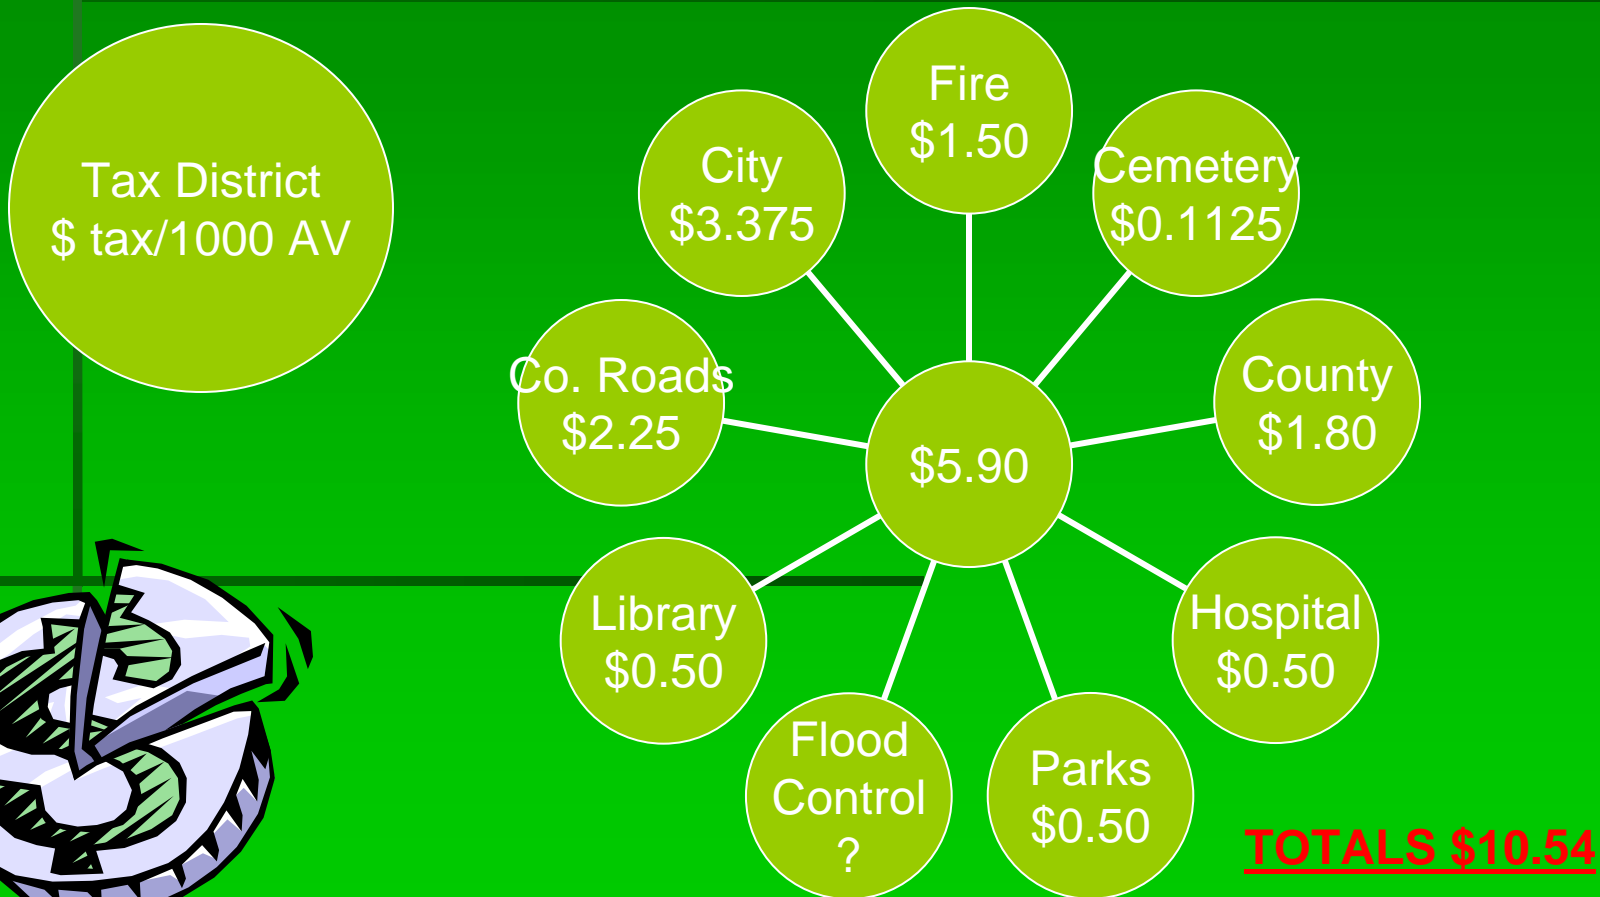 Tax District
$ tax/1000 AV
Fire
$1.50
City
$3.375
Cemetery
$0.1125
Co. Roads
$2.25
County
$1.80
$5.90
Library
$0.50
Hospital
$0.50
Flood
Control
?
Parks
$0.50
TOTALS $10.54